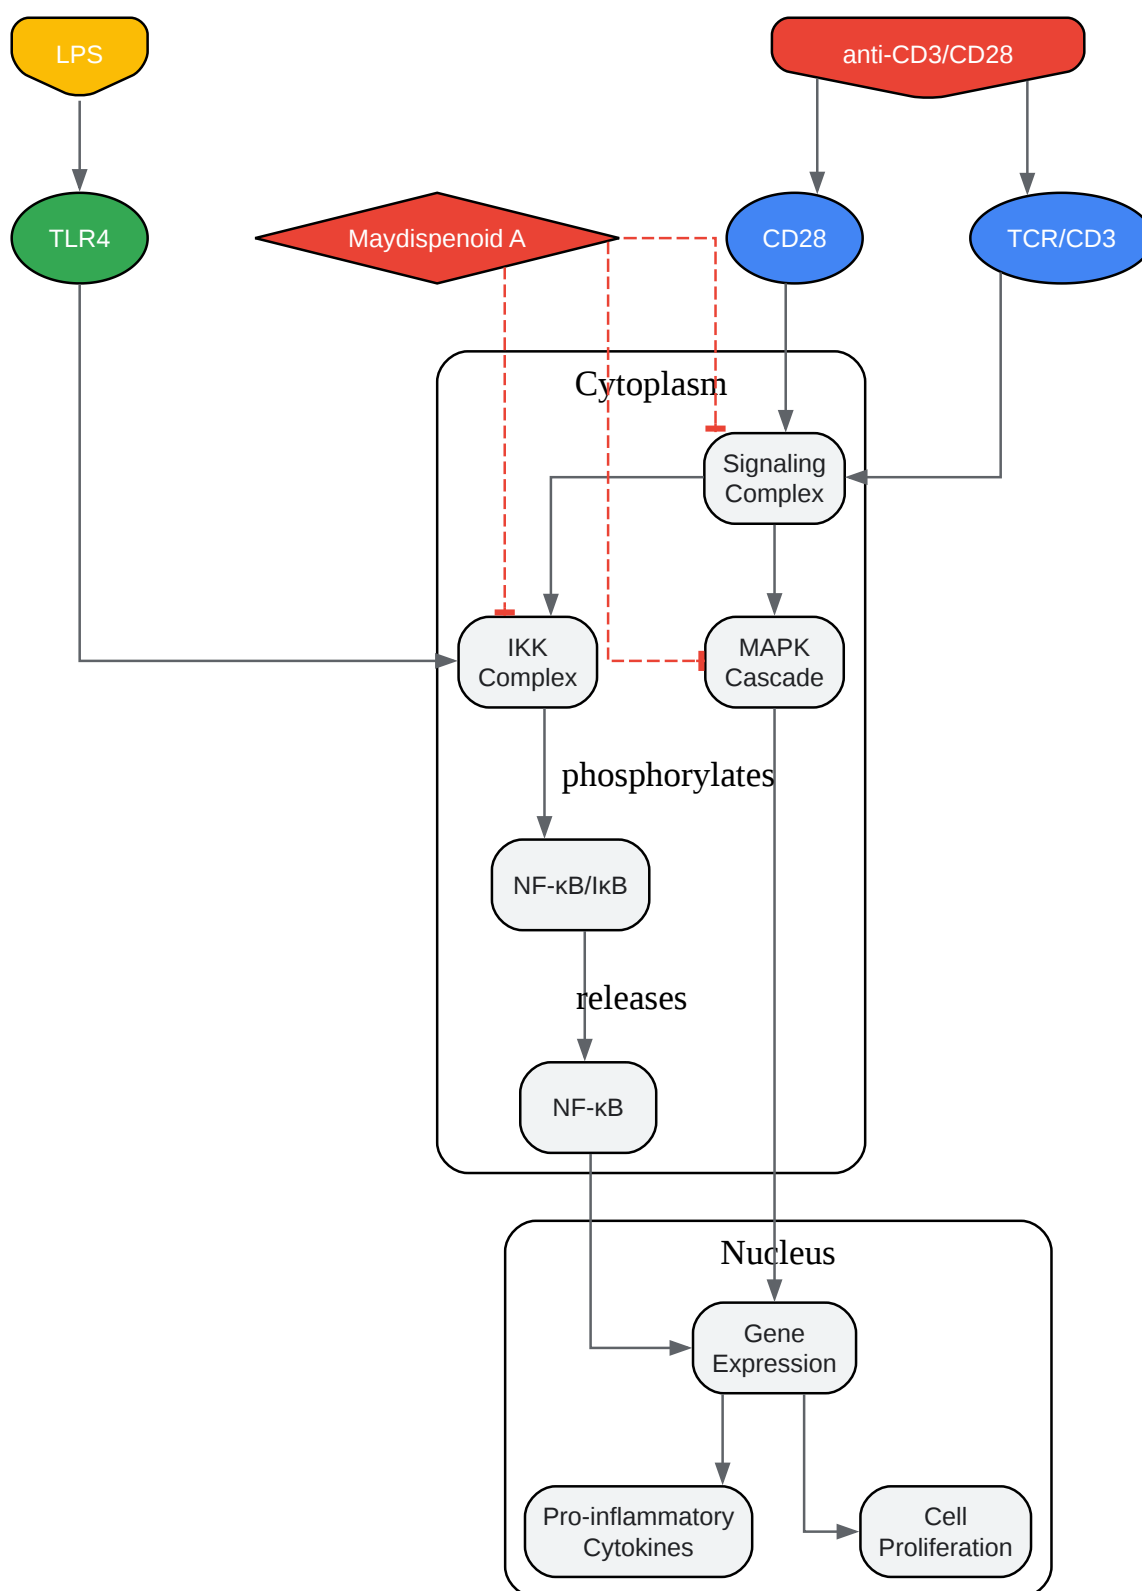 LPS
anti-CD3/CD28
TLR4
Maydispenoid A
CD28
TCR/CD3
Cytoplasm
Signaling
Complex
IKK
Complex
MAPK
Cascade
phosphorylates
NF-κB/IκB
releases
NF-κB
Nucleus
Gene
Expression
Pro-inflammatory
Cytokines
Cell
Proliferation